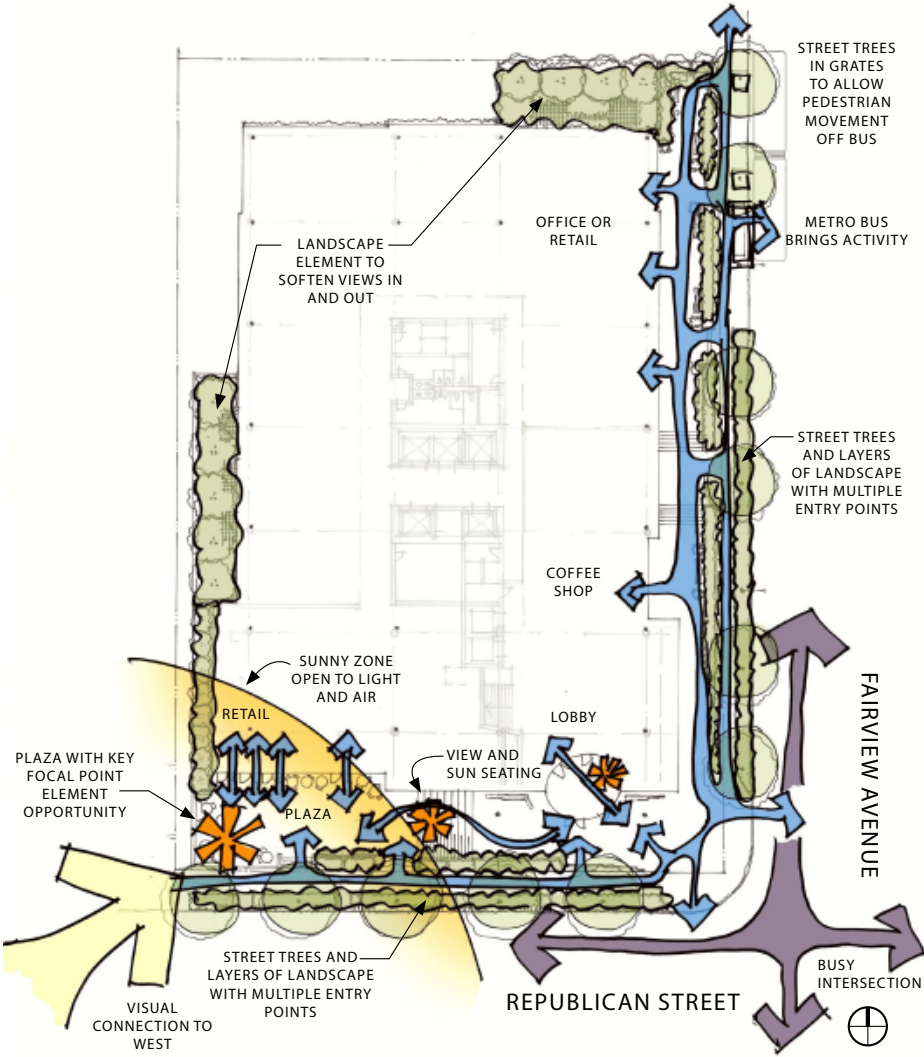 STREET TREES
IN GRATES
TO ALLOW
PEDESTRIAN
MOVEMENT
OFF BUS
OFFICE OR
RETAIL
METRO BUS
BRINGS ACTIVITY
LANDSCAPE
ELEMENT TO
SOFTEN VIEWS IN
AND OUT
STREET TREES
AND LAYERS
OF LANDSCAPE
WITH MULTIPLE
ENTRY POINTS
COFFEE
SHOP
SUNNY ZONE
OPEN TO LIGHT
AND AIR
RETAIL
LOBBY
FAIRVIEW AVENUE
PLAZA WITH KEY
FOCAL POINT
ELEMENT
OPPORTUNITY
VIEW AND
SUN SEATING
PLAZA
STREET TREES AND
LAYERS OF LANDSCAPE
WITH MULTIPLE ENTRY
POINTS
VISUAL
CONNECTION TO
WEST
REPUBLICAN STREET
BUSY
INTERSECTION